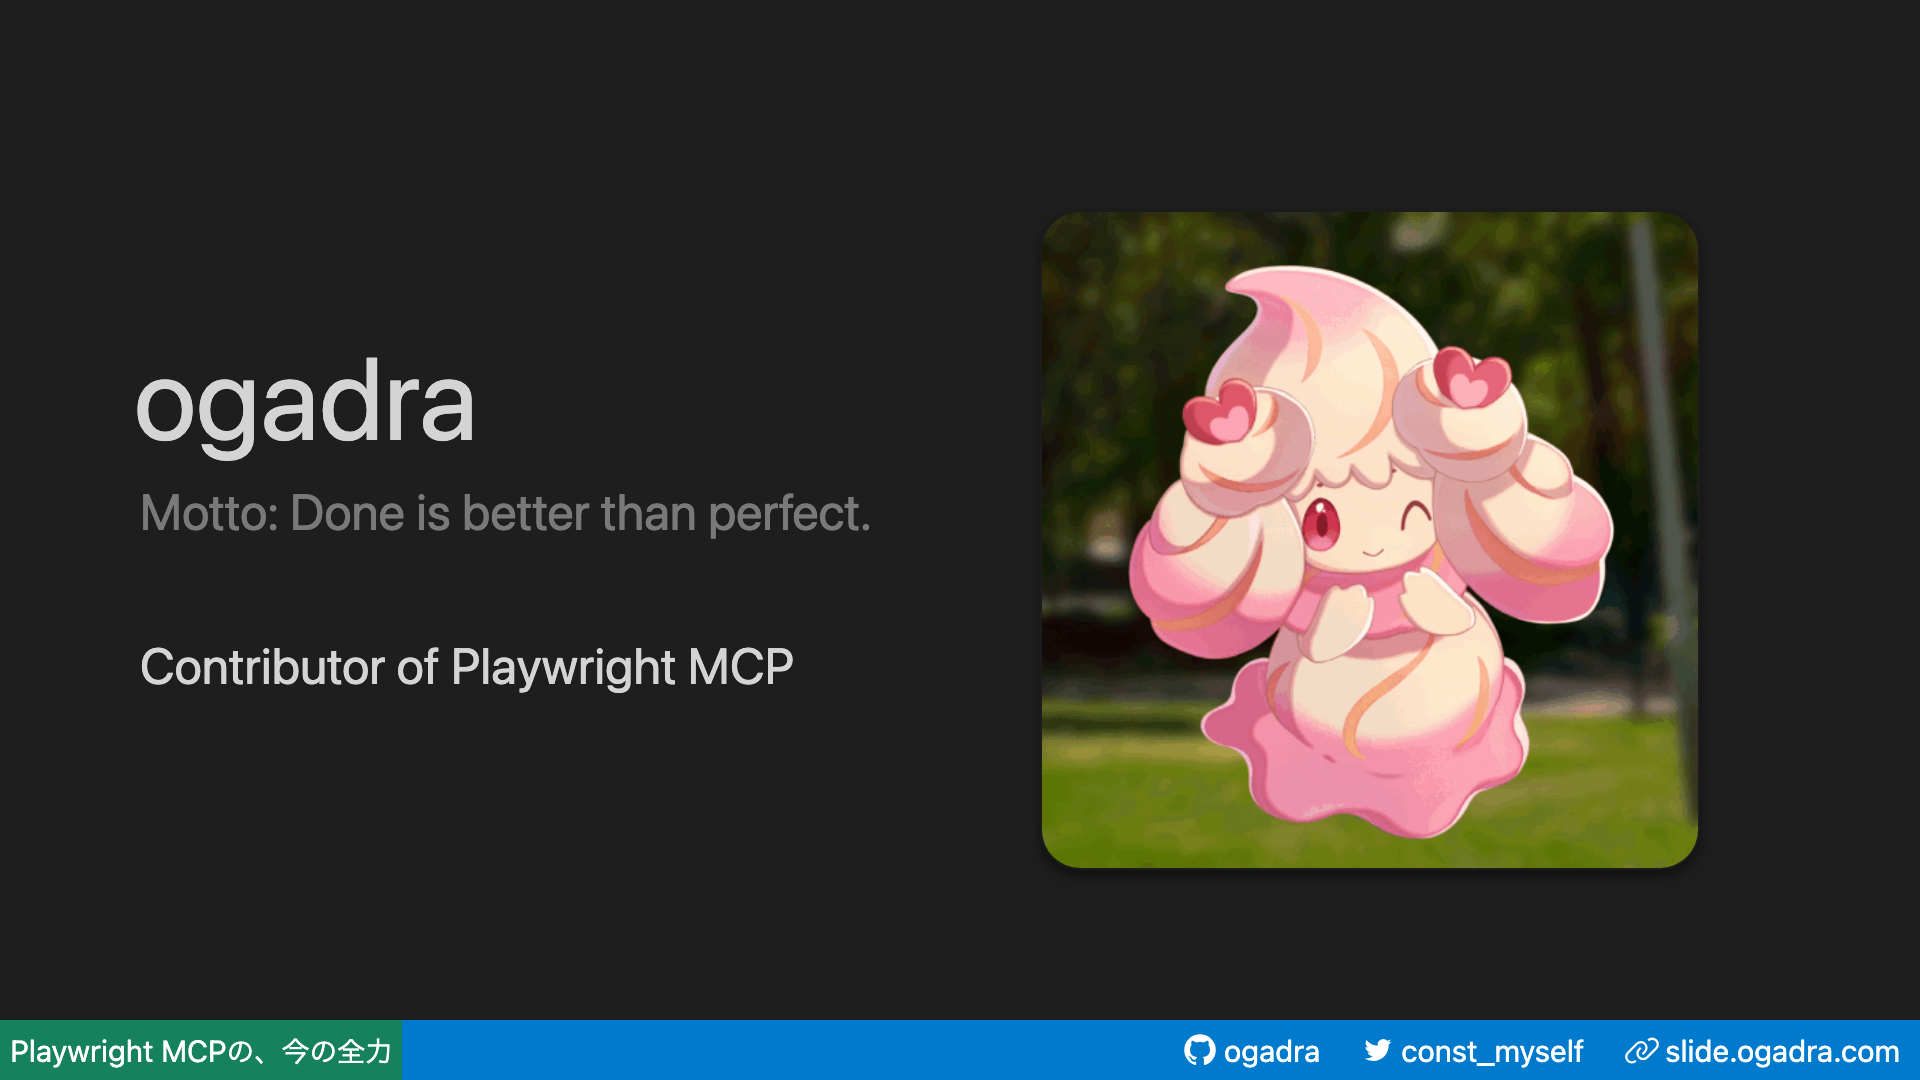 ogadra
Motto: Done is better than perfect.
Contributor of Playwright MCP
Playwright MCPの、今の全力
ogadra
const_myself
slide.ogadra.com